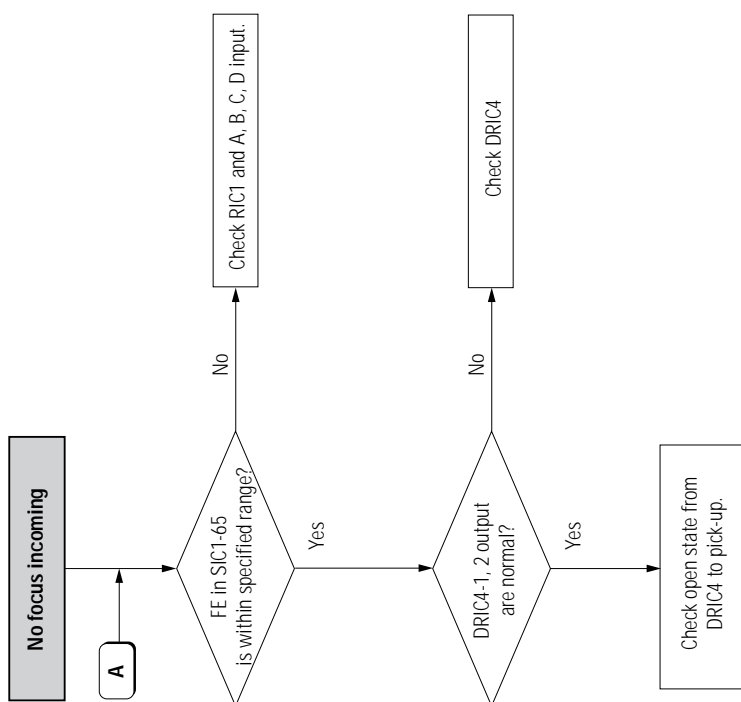 No focus incoming
A
FE in SIC1-65
is within specified range?
No
Check RIC1 and A, B, C, D input.
Yes
DRIC4-1, 2 output
are normal?
No
Check DRIC4
Yes
Check open state from
DRIC4 to pick-up.